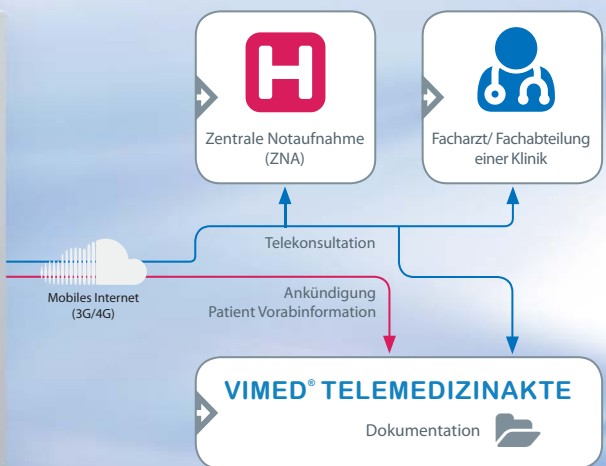 H
Zentrale Notaufnahme
(ZNA)
Facharzt/ Fachabteilung
einer Klinik
Telekonsultation
Mobiles Internet
(3G/4G)
Ankündigung
Patient Vorabinformation
VIMED® TELEMEDIZINAKTE
Dokumentation